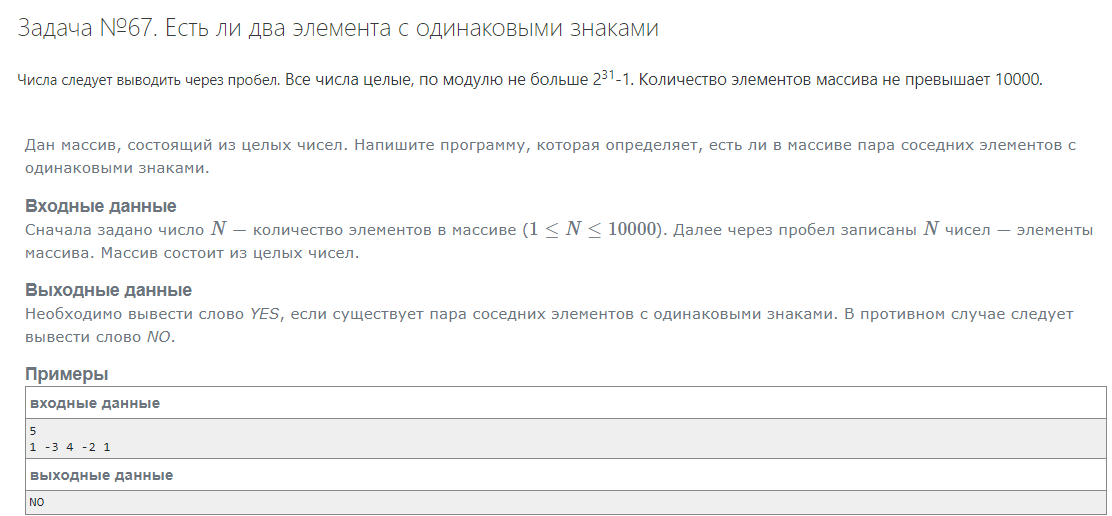 Задача №67. Есть ли два элемента с одинаковыми знаками
Числа следует выводить через пробел. Все числа целые, по модулю не больше 2^31-1. Количество элементов массива не превышает 10000.
Дан массив, состоящий из целых чисел. Напишите программу, которая определяет, есть ли в массиве пара соседних элементов с
одинаковыми знаками.
Входные данные
Сначала задано число N — количество элементов в массиве (1 ≤ N ≤ 10000). Далее через пробел записаны N чисел — элементы
массива. Массив состоит из целых чисел.
Выходные данные
Необходимо вывести слово YES, если существует пара соседних элементов с одинаковыми знаками. В противном случае следует
вывести слово NO.
Примеры
входные данные
5
1 -3 4 -2 1
выходные данные
NO